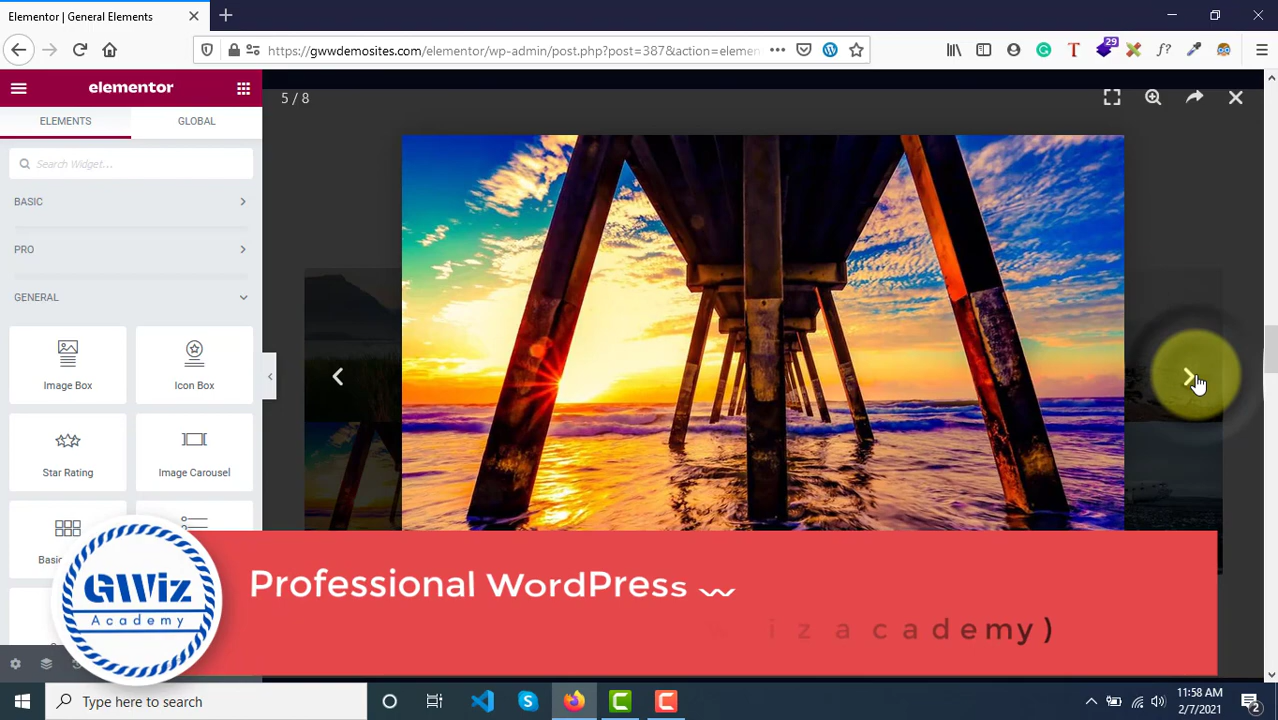 Elementor | General Elements
https://gwwdemosites.com/elementor/wp-admin/post.php?post=387&action=elemen
29
elementor
5 / 8
ELEMENTS
GLOBAL
Search Widget...
BASIC
PRO
GENERAL
Image Box
Icon Box
Star Rating
Image Carousel
GWiz
Academy
Professional WordPress
i z a c a d e m y )
Type here to search
11:58 AM
2/7/2021
2